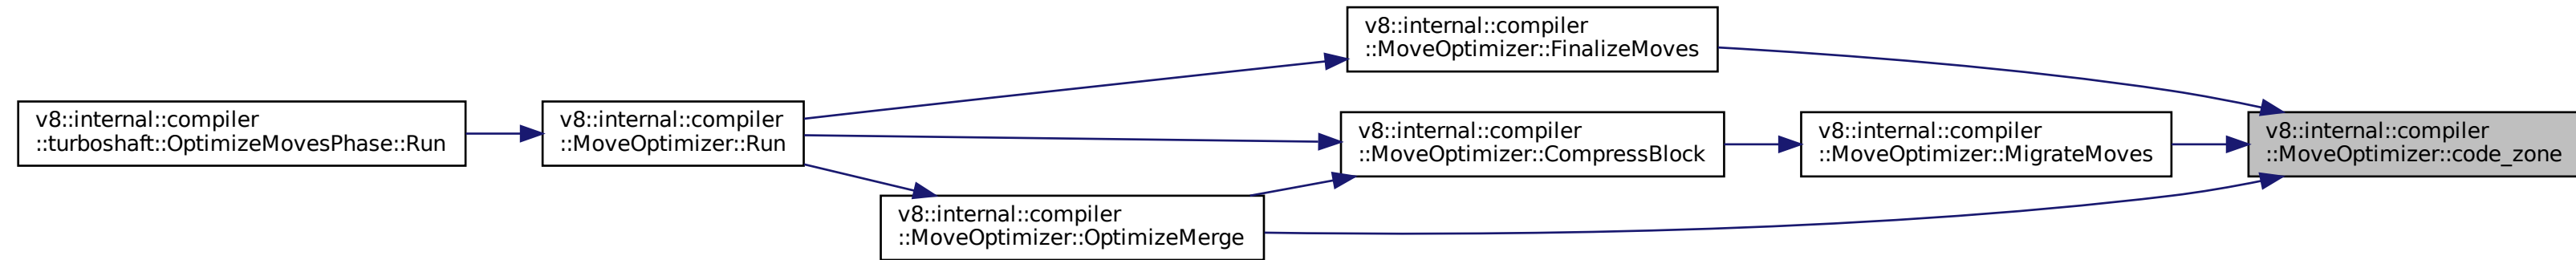 v8::internal::compiler
::MoveOptimizer::FinalizeMoves
v8::internal::compiler
::turboshaft::OptimizeMovesPhase::Run
v8::internal::compiler
::MoveOptimizer::Run
v8::internal::compiler
::MoveOptimizer::CompressBlock
v8::internal::compiler
::MoveOptimizer::MigrateMoves
v8::internal::compiler
::MoveOptimizer::code_zone
v8::internal::compiler
::MoveOptimizer::OptimizeMerge